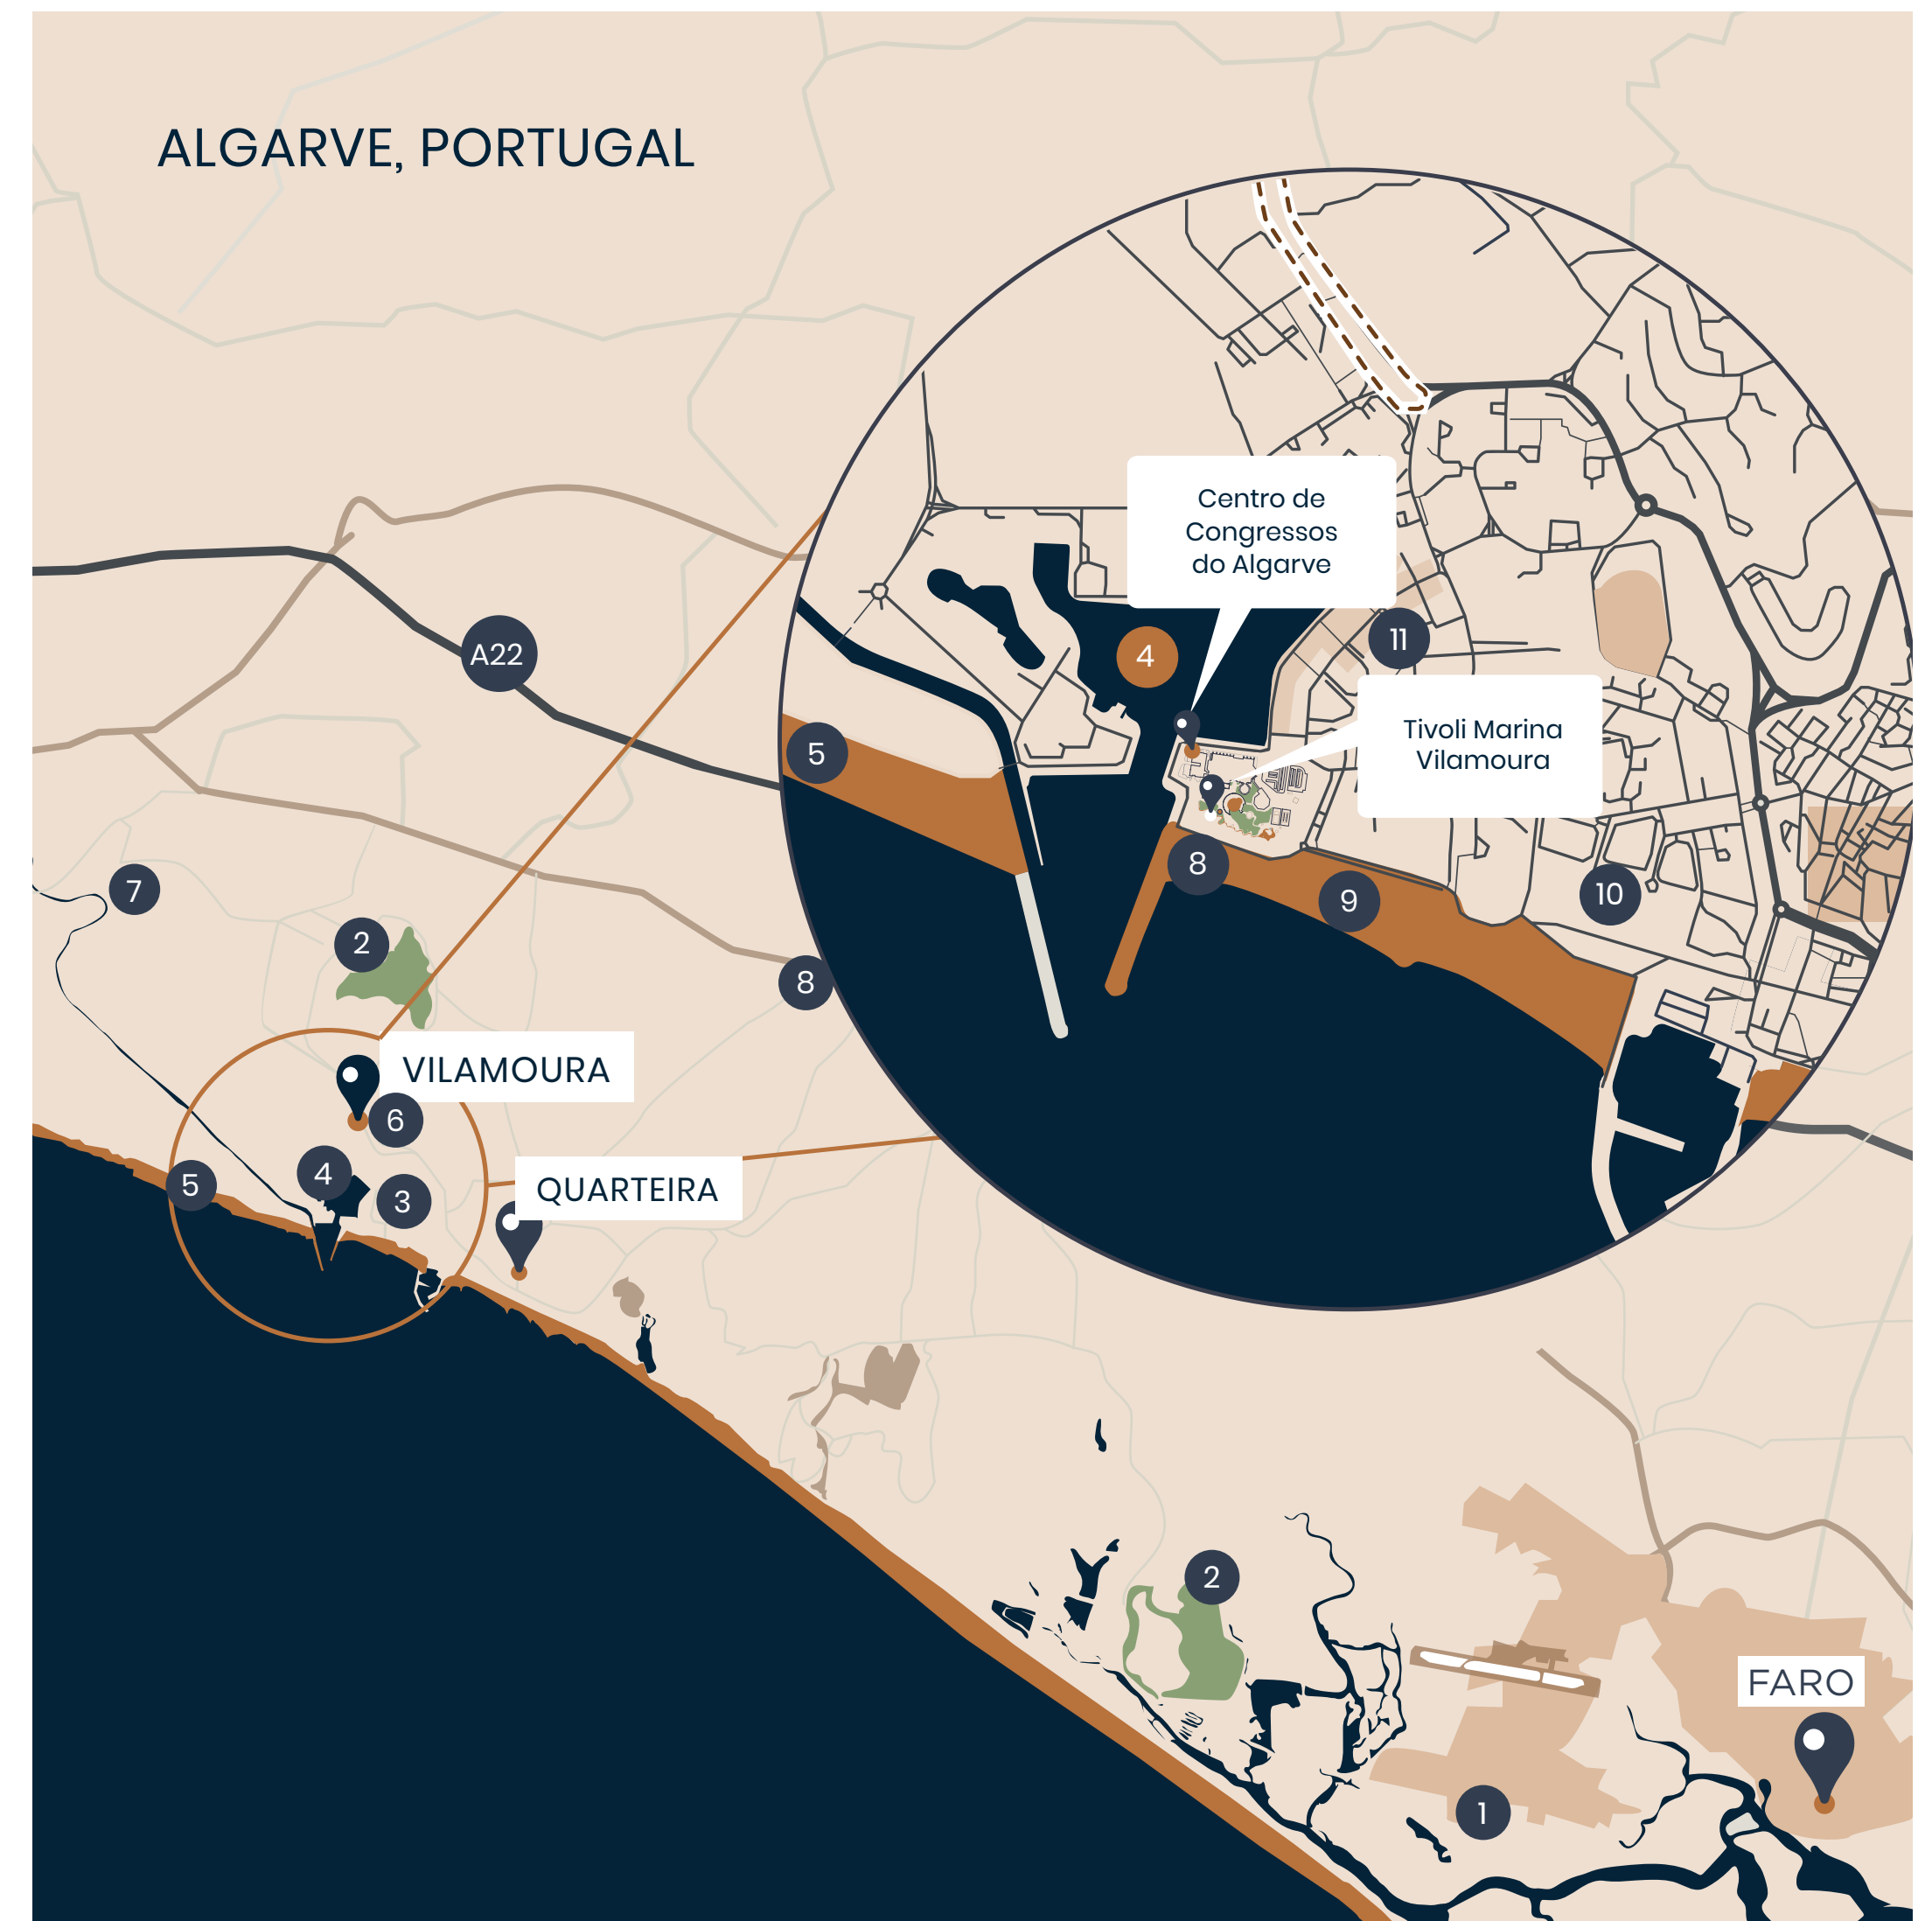 ALGARVE, PORTUGAL
Centro de
Congressos
do Algarve
11
A22
4
Tivoli Marina
Vilamoura
5
8
7
9
10
2
8
VILAMOURA
6
4
5
3
QUARTEIRA
2
FARO
1